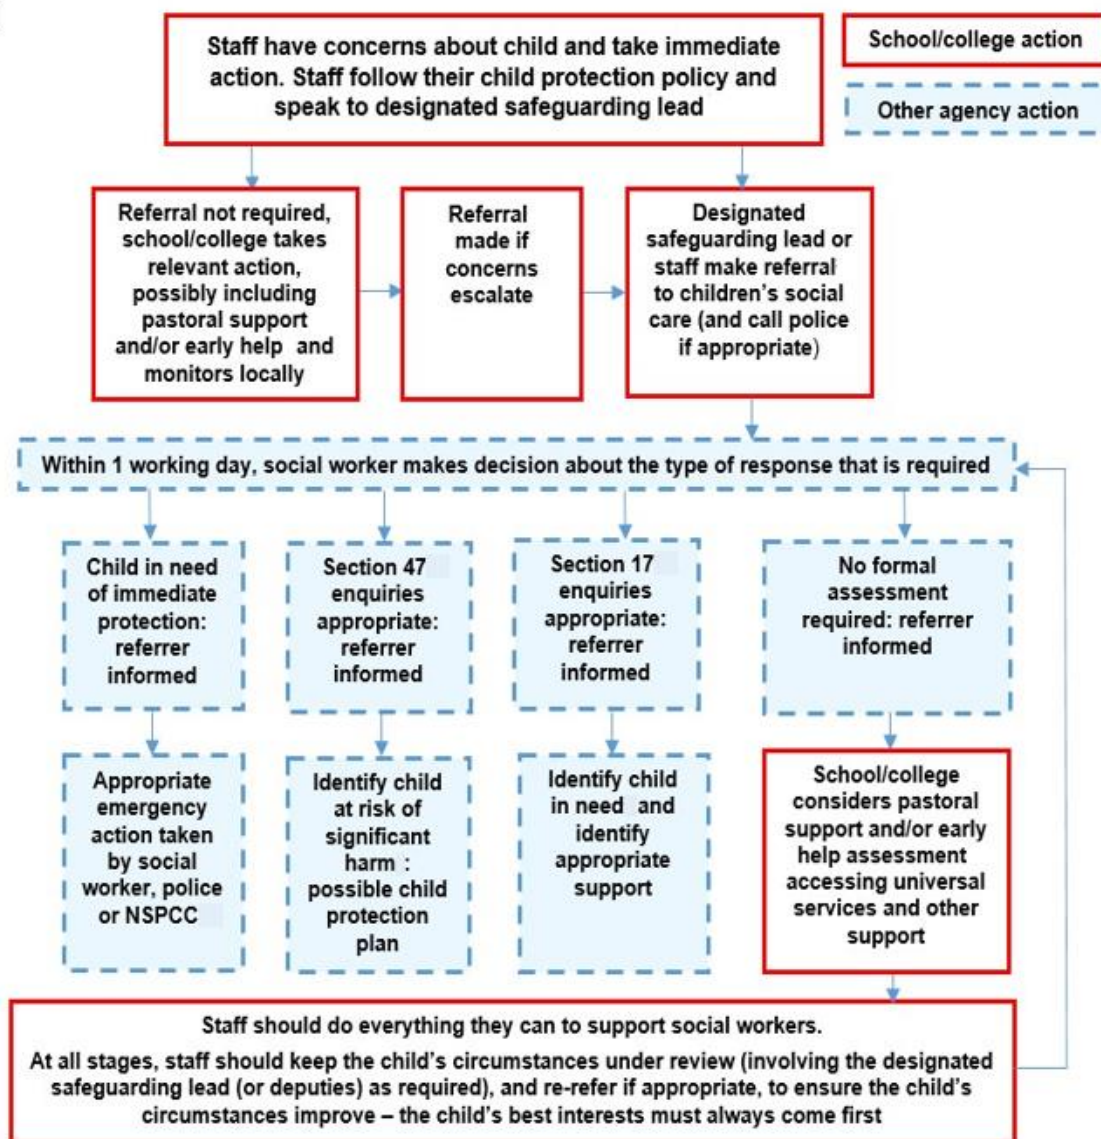 Staff have concerns about child and take immediate
action. Staff follow their child protection policy and
speak to designated safeguarding lead
School/college action
Other agency action
Referral not required,
school/college takes
relevant action,
possibly including
pastoral support
and/or early help and
monitors locally
Referral
made if
concerns
escalate
Designated
safeguarding lead or
staff make referral
to children’s social
care (and call police
if appropriate)
Within 1 working day, social worker makes decision about the type of response that is required
Child in need
of immediate
protection:
referrer
informed
Section 47
enquiries
appropriate:
referrer
informed
Section 17
enquiries
appropriate:
referrer
informed
No formal
assessment
required: referrer
informed
Appropriate
emergency
action taken
by social
worker, police
or NSPCC
Identify child
at risk of
significant
harm :
possible child
protection
plan
Identify child
in need and
identify
appropriate
support
School/college
considers pastoral
support and/or early
help assessment
accessing universal
services and other
support
Staff should do everything they can to support social workers.
At all stages, staff should keep the child’s circumstances under review (involving the designated
safeguarding lead (or deputies) as required), and re-refer if appropriate, to ensure the child’s
circumstances improve – the child’s best interests must always come first